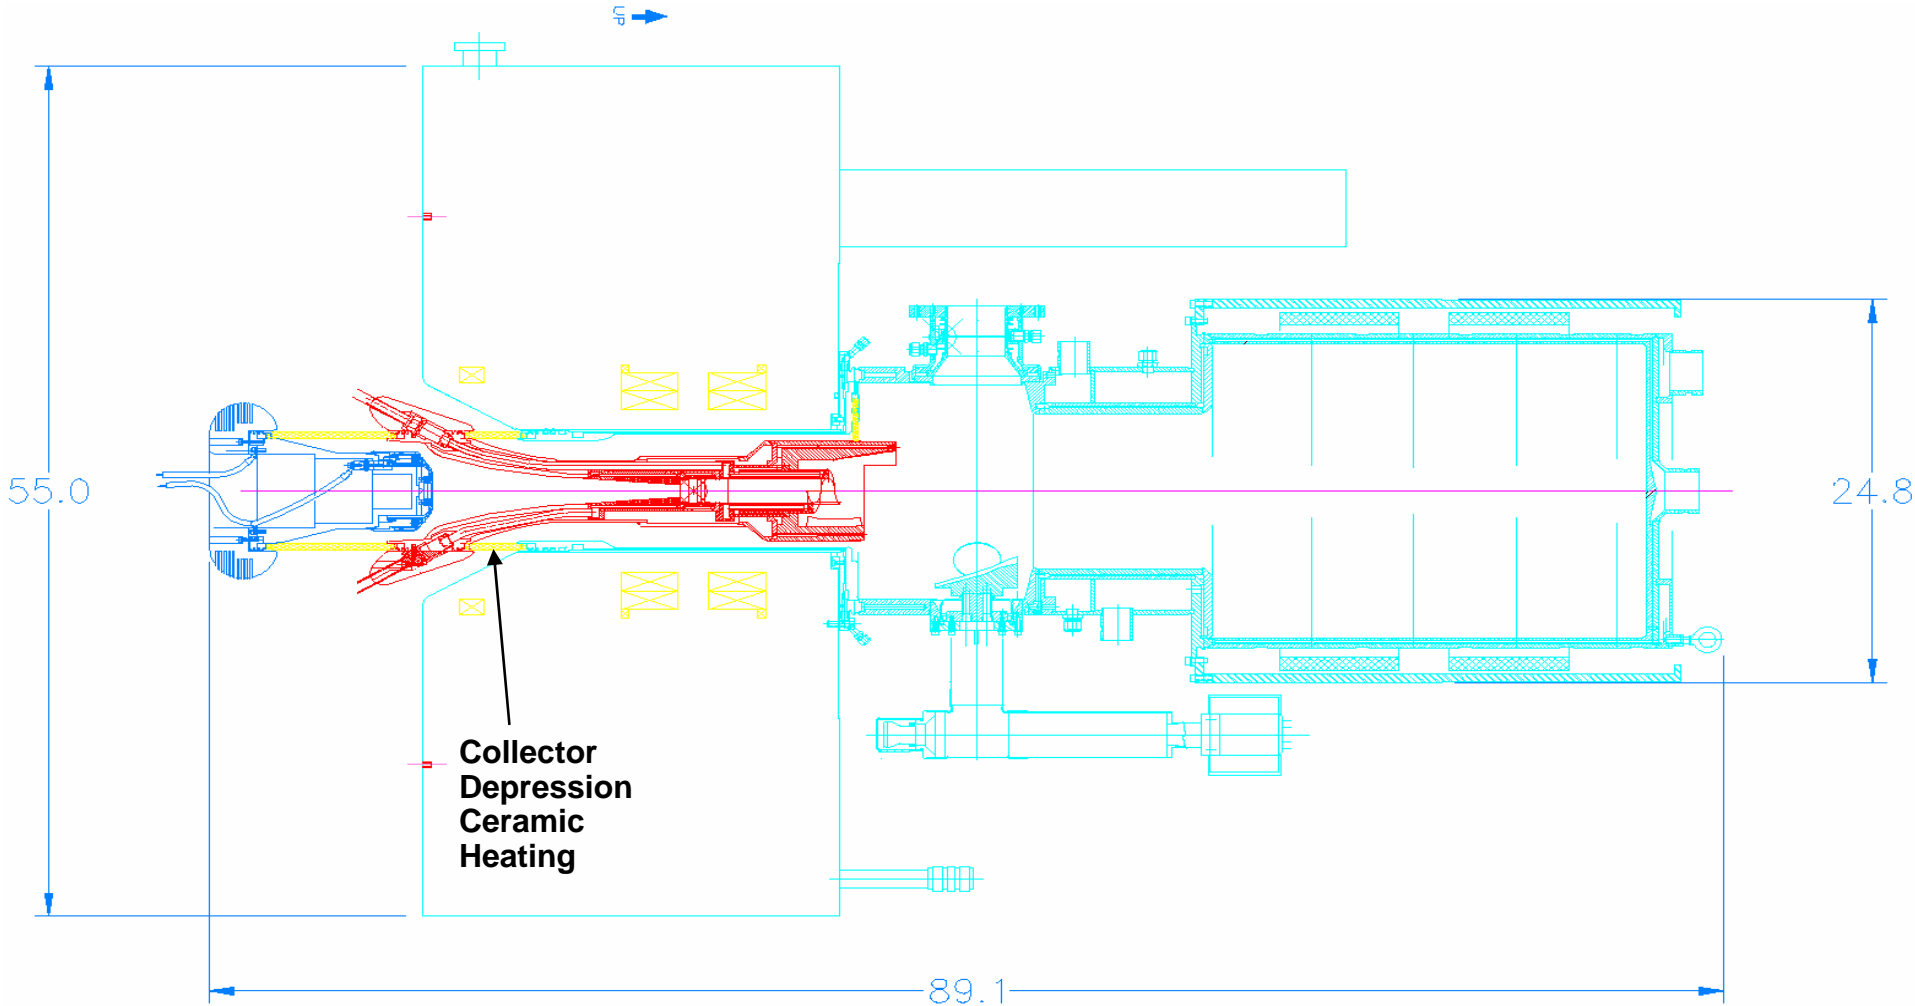 UP
55.0
24.8
Collector
Depression
Ceramic
Heating
89.1